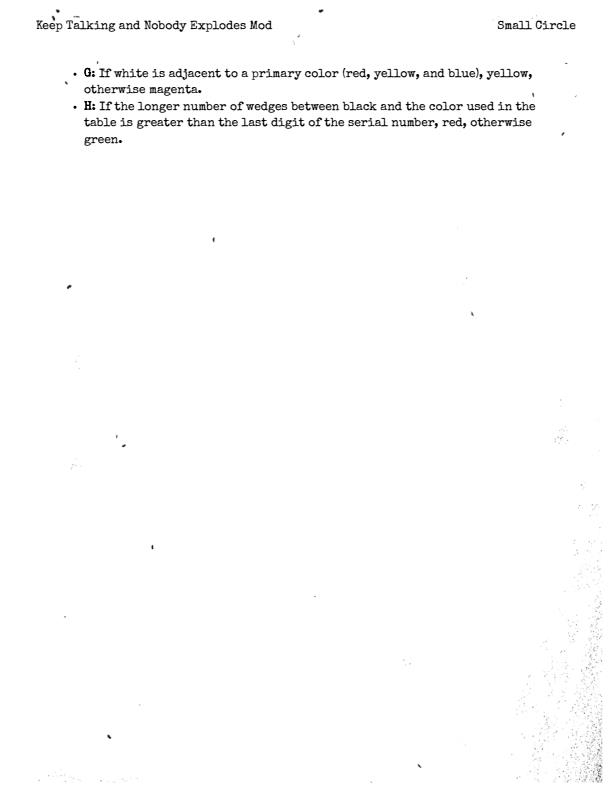 Keep Talking and Nobody Explodes Mod
Small Circle
• G: If white is adjacent to a primary color (red, yellow, and blue), yellow,
otherwise magenta.
• H: If the longer number of wedges between black and the color used in the
table is greater than the last digit of the serial number, red, otherwise
green.